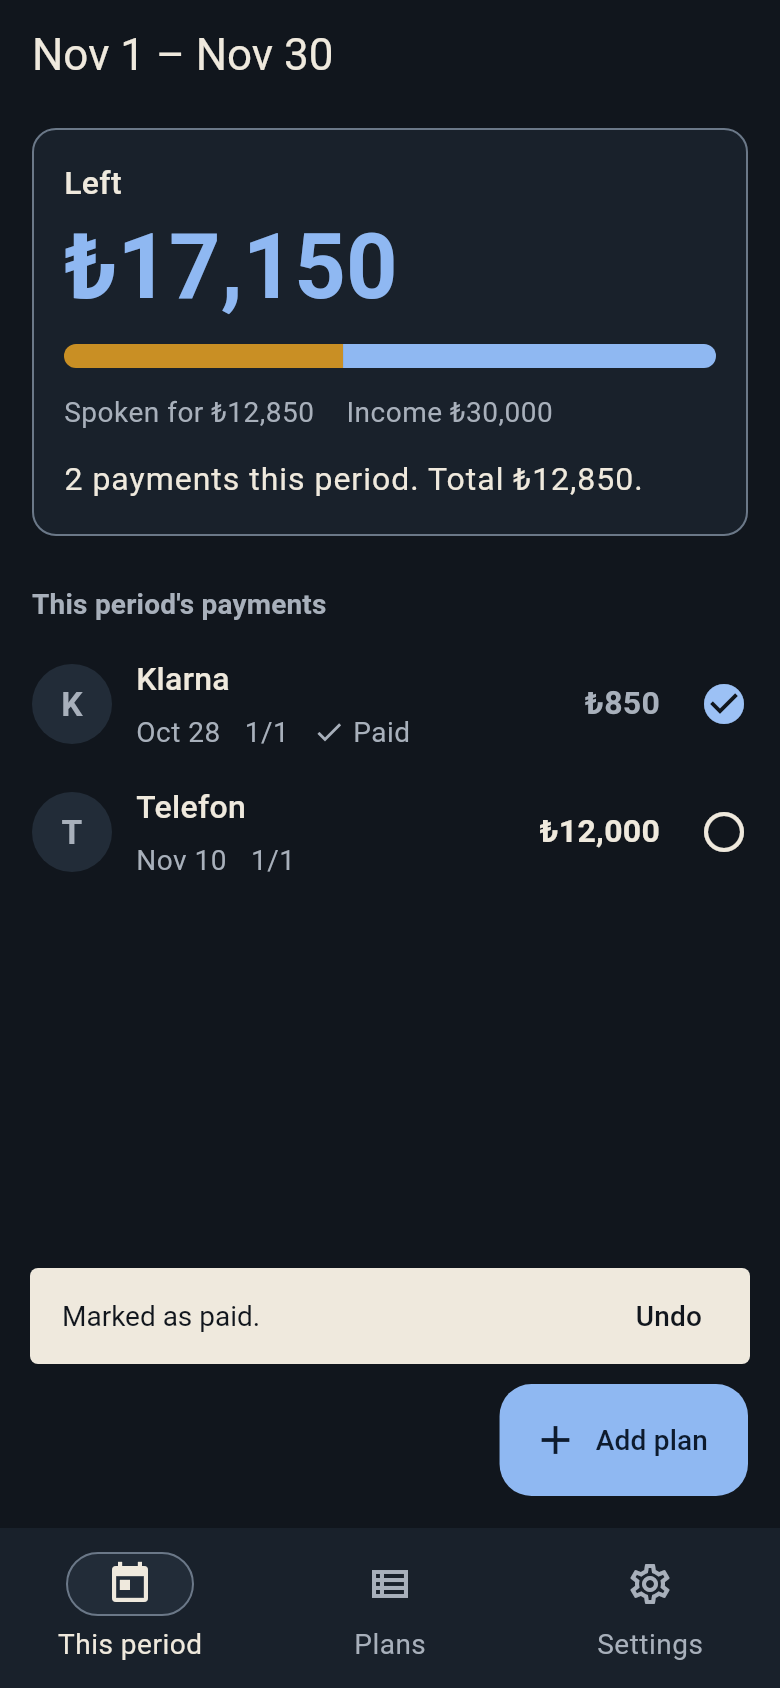 Nov 1 – Nov 30
Left
₺17,150
Spoken for ₺12,850 Income ₺30,000
2 payments this period. Total ₺12,850.
This period's payments
K
Klarna
Oct 28 1/1 Paid
₺850
T
Telefon
Nov 10 1/1
₺12,000
Marked as paid.
Undo
Add plan
This period
Plans
Settings